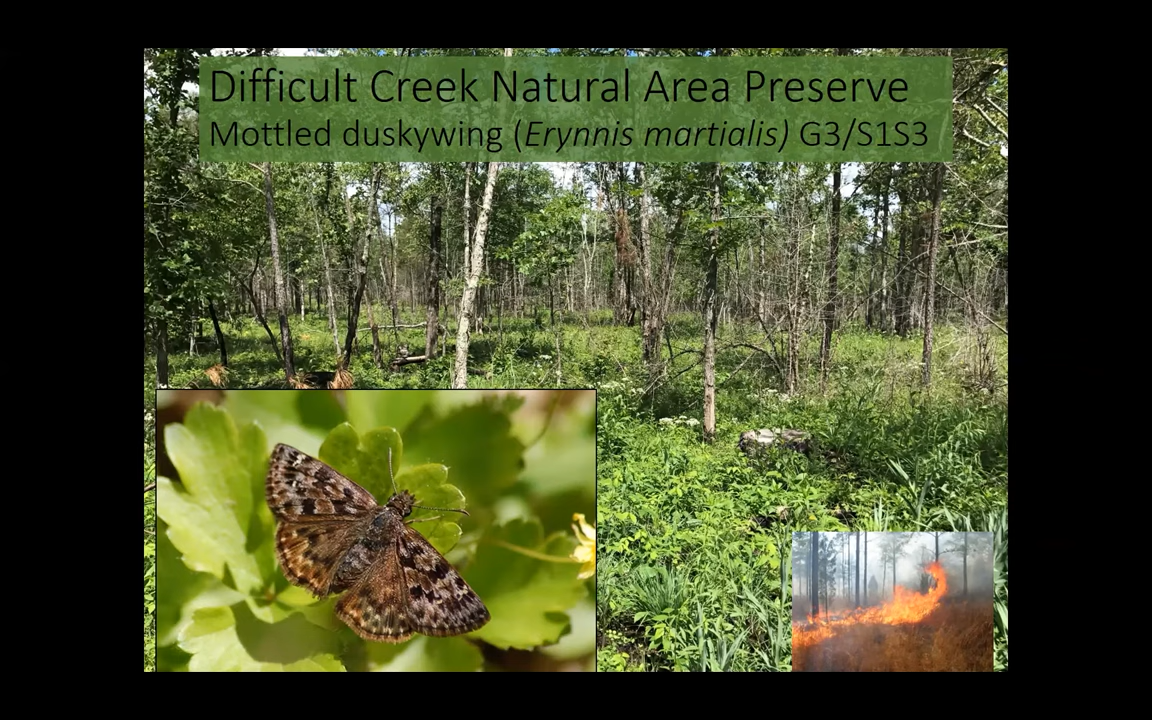 Difficult Creek Natural Area Preserve
Mottled duskywing (Erynnis martialis) G3/S1S3